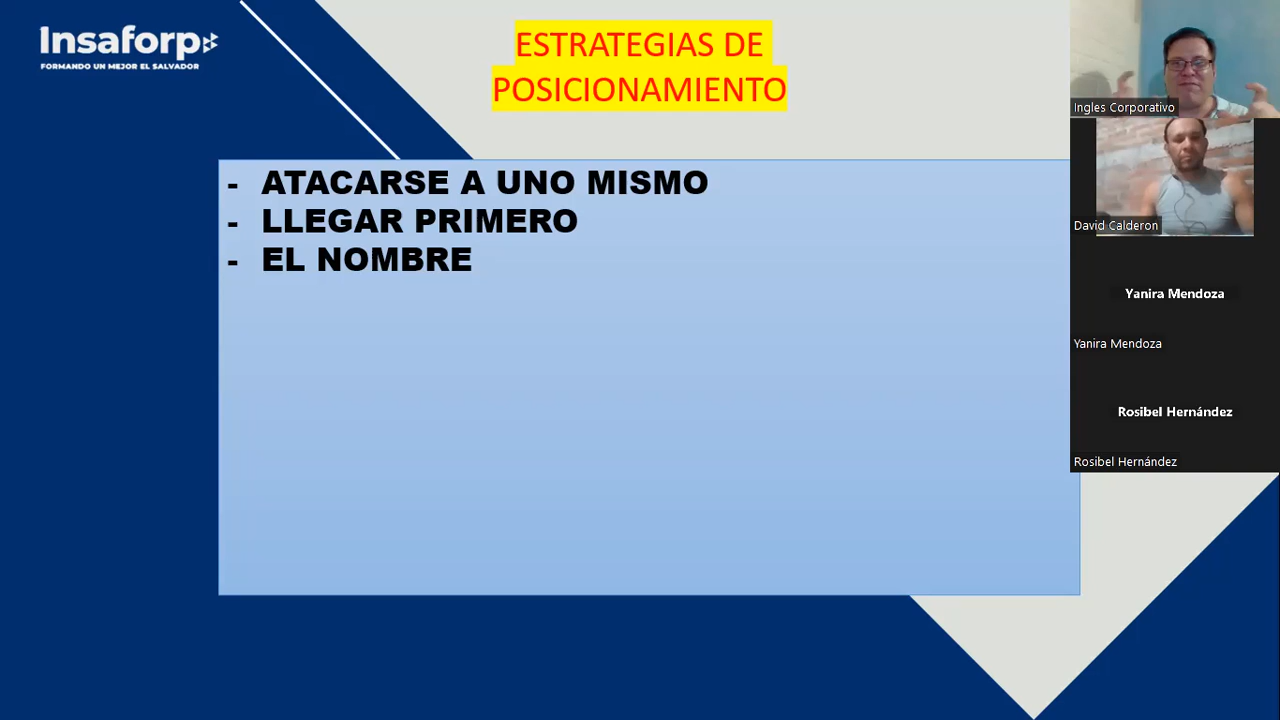 Insaforp
FORMANDO UN MEJOR EL SALVADOR
ESTRATEGIAS DE
POSICIONAMIENTO
- ATACARSE A UNO MISMO
- LLEGAR PRIMERO
- EL NOMBRE
Ingles Corporativo
David Calderon
Yanira Mendoza
Yanira Mendoza
Rosibel Hernández
Rosibel Hernández